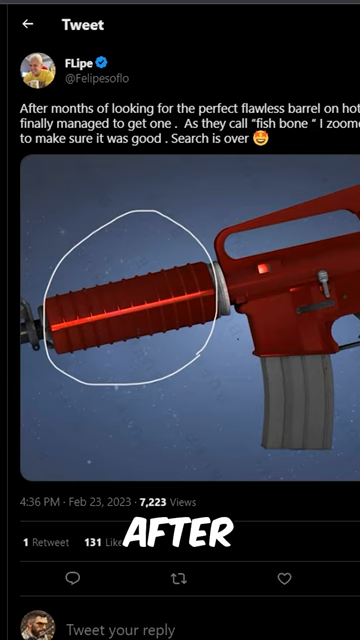 Tweet
FLipe
@Felipesoflo
After months of looking for the perfect flawless barrel on hot
finally managed to get one . As they call "fish bone " I zoome
to make sure it was good . Search is over 🤩
4:36 PM · Feb 23, 2023 · 7,223 Views
1 Retweet 131 Like
AFTER
Tweet your reply